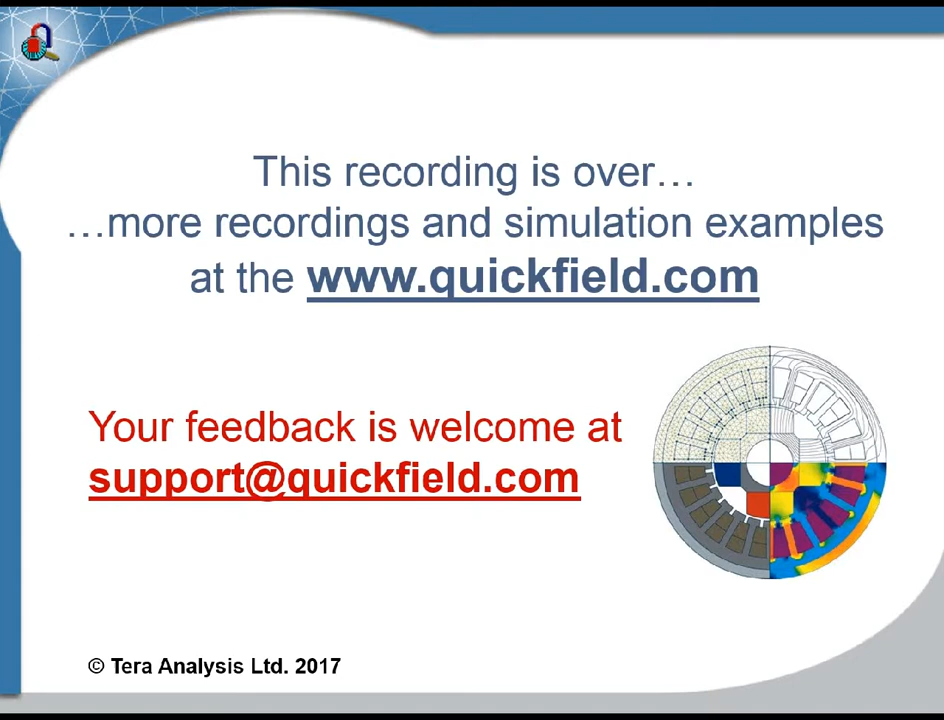 This recording is over…
…more recordings and simulation examples
at the www.quickfield.com
Your feedback is welcome at
support@quickfield.com
© Tera Analysis Ltd. 2017